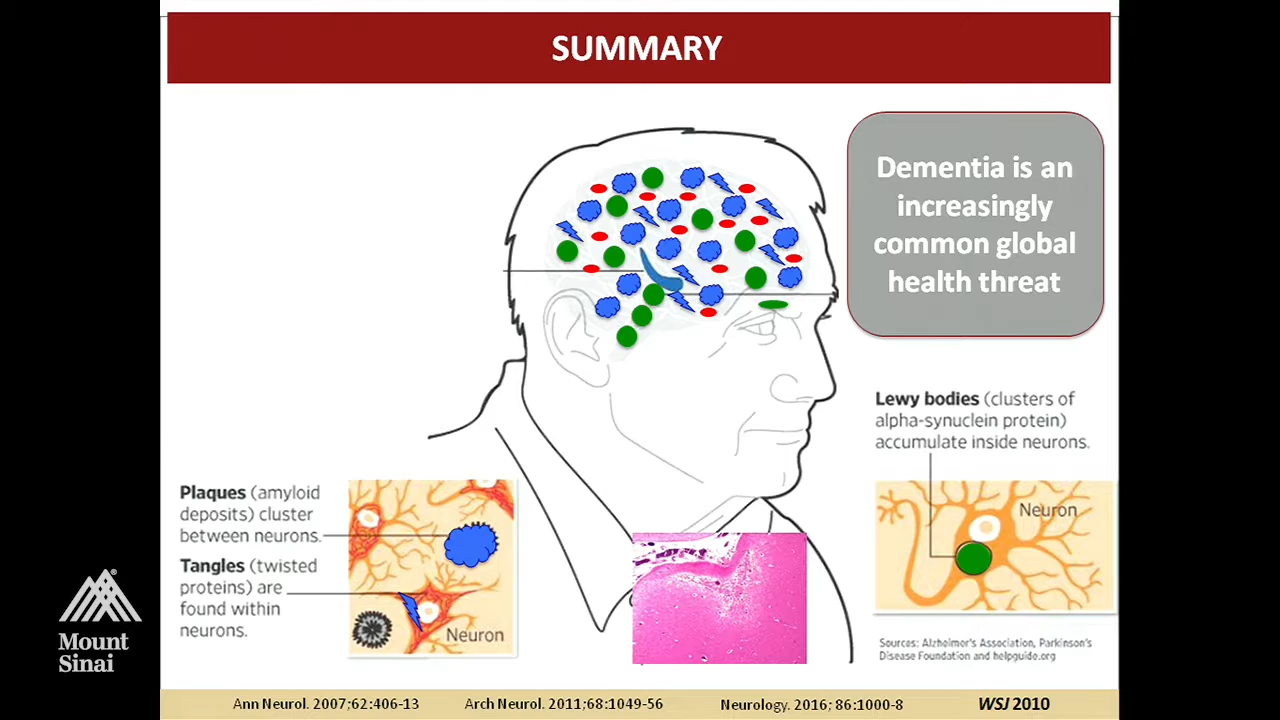 SUMMARY
Dementia is an
increasingly
common global
health threat
Lewy bodies (clusters of
alpha-synuclein protein)
accumulate inside neurons.
Neuron
Plaques (amyloid
deposits) cluster
between neurons.
Tangles (twisted
proteins) are
found within
neurons.
Neuron
Sources: Alzheimer's Association, Parkinson's
Disease Foundation and helpguide.org
Mount
Sinai
Ann Neurol. 2007;62:406-13
Arch Neurol. 2011;68:1049-56
Neurology. 2016; 86:1000-8
WSJ 2010